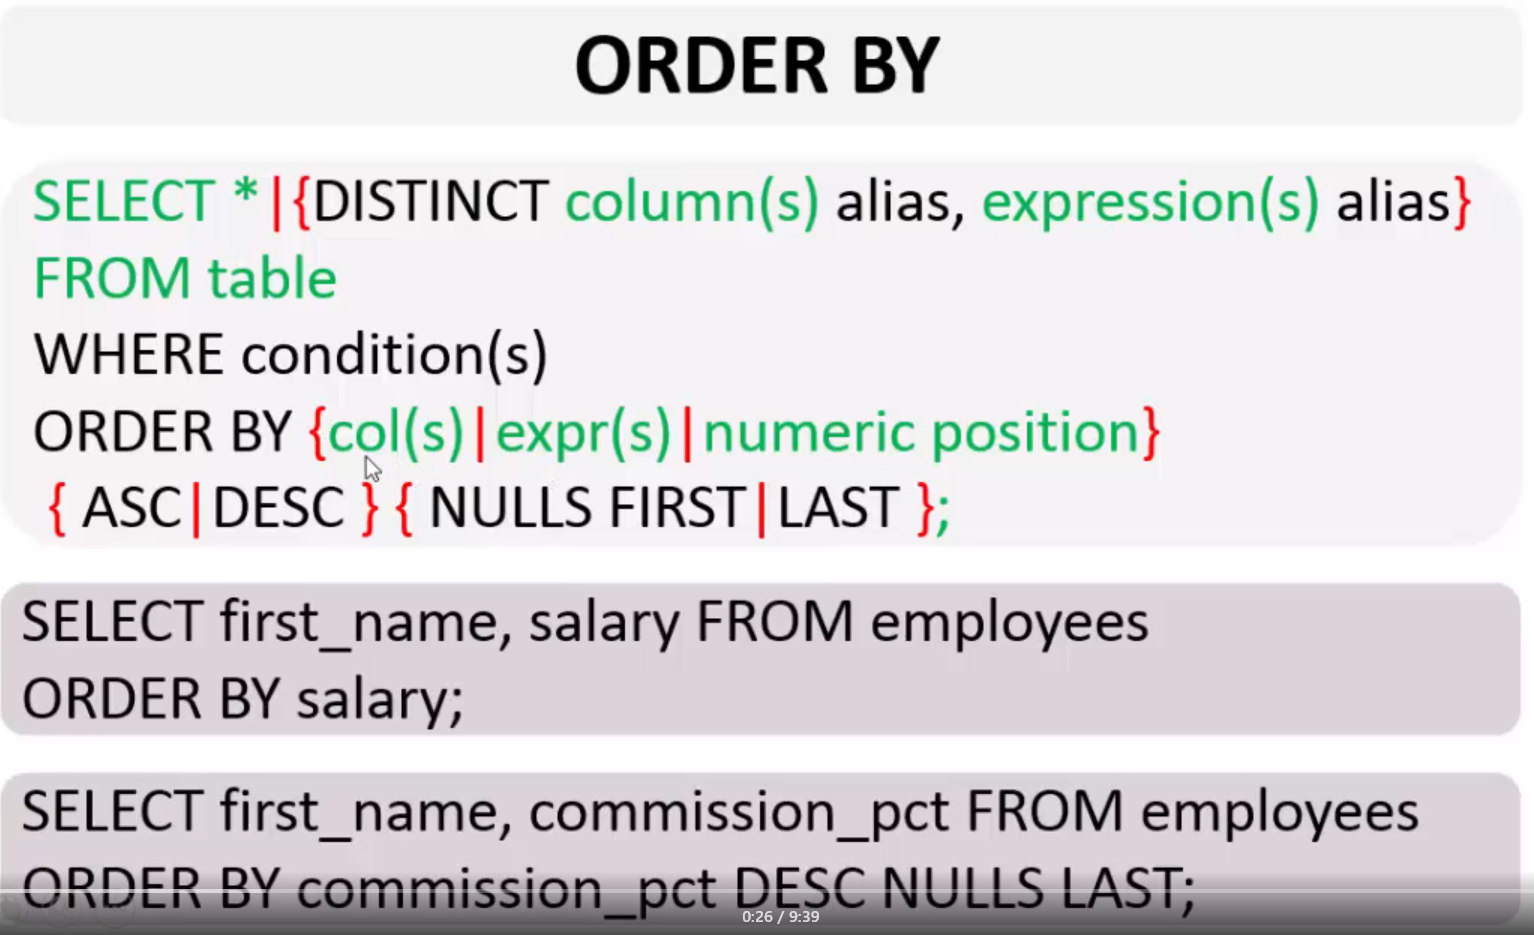 ORDER BY
SELECT *|{DISTINCT column(s) alias, expression(s) alias}
FROM table
WHERE condition(s)
ORDER BY {col(s)|expr(s)|numeric position}
{ ASC|DESC } { NULLS FIRST|LAST };
SELECT first_name, salary FROM employees
ORDER BY salary;
SELECT first_name, commission_pct FROM employees
ORDER BY commission_pct DESC NULLS LAST;
0:26 / 9:39